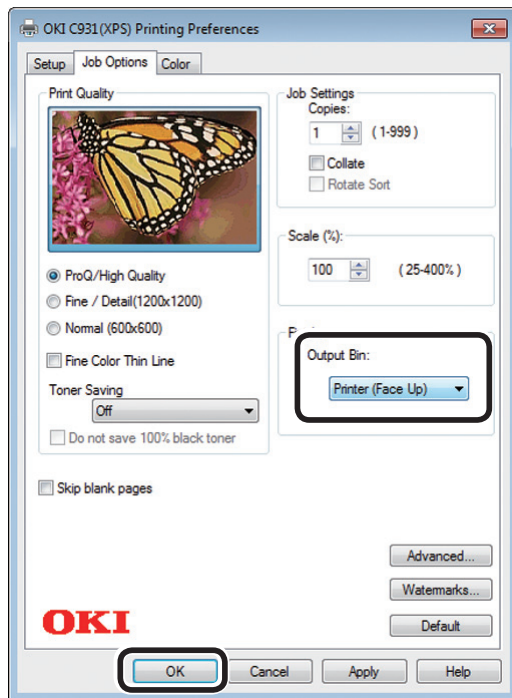 OKI C931(XPS) Printing Preferences
Setup
Job Options
Color
Print Quality
ProQ/High Quality
Fine / Detail(1200x1200)
Normal (600x600)
Fine Color Thin Line
Toner Saving
Off
Do not save 100% black toner
Skip blank pages
Job Settings
Copies:
1
(1-999)
Collate
Rotate Sort
Scale (%):
100
(25-400%)
Output Bin:
Printer (Face Up)
Advanced...
Watermarks...
Default
OKI
OK
Cancel
Apply
Help